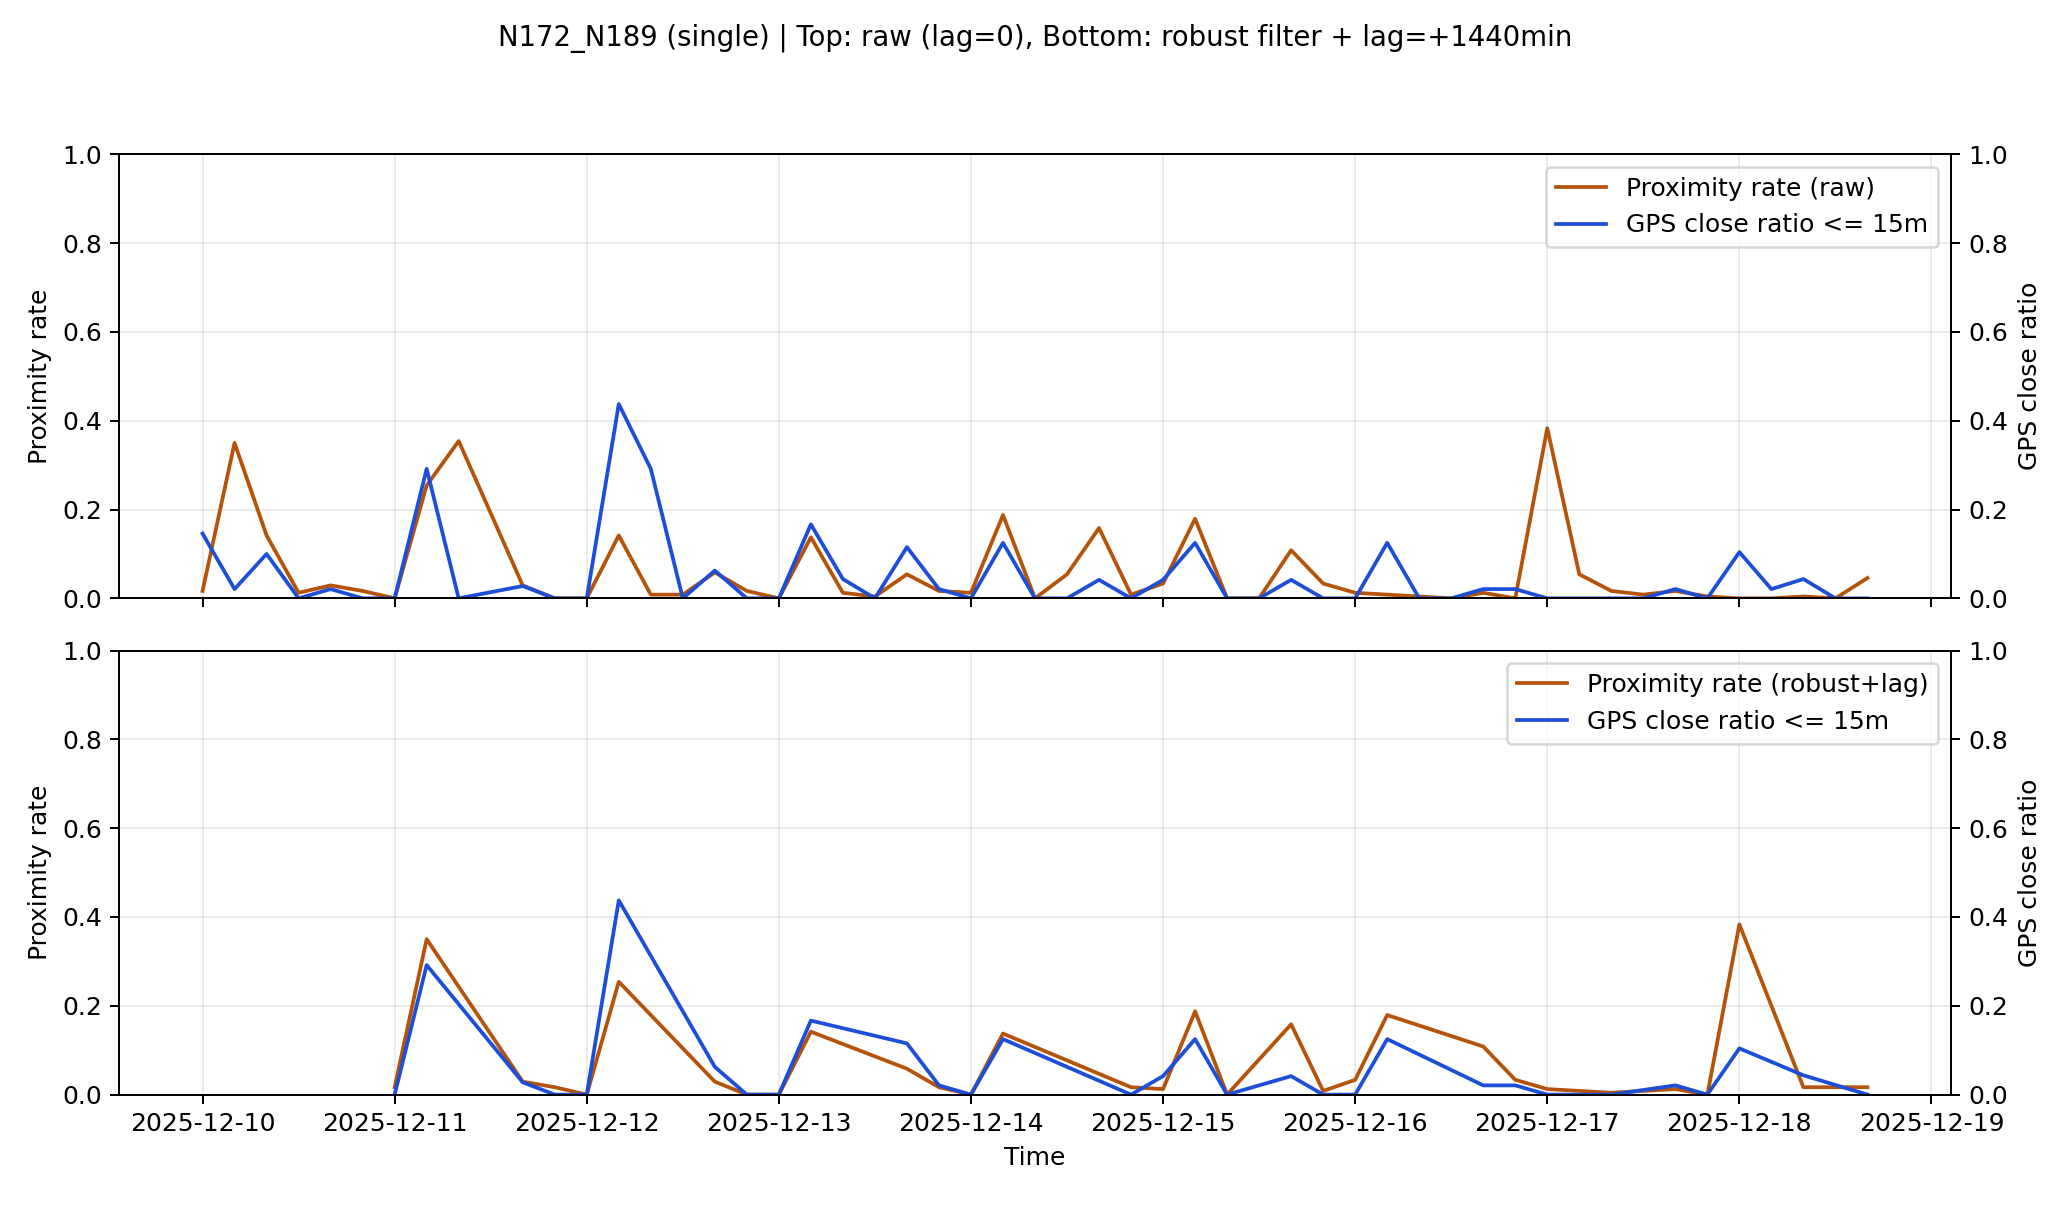 N172_N189 (single) | Top: raw (lag=0), Bottom: robust filter + lag=+1440min
1.0
0.8
0.6
0.4
0.2
0.0
Proximity rate
Proximity rate (raw)
GPS close ratio <= 15m
1.0
0.8
0.6
0.4
0.2
0.0
GPS close ratio
1.0
0.8
0.6
0.4
0.2
0.0
Proximity rate
Proximity rate (robust+lag)
GPS close ratio <= 15m
1.0
0.8
0.6
0.4
0.2
0.0
GPS close ratio
2025-12-10 2025-12-11 2025-12-12 2025-12-13 2025-12-14 2025-12-15 2025-12-16 2025-12-17 2025-12-18 2025-12-19
Time